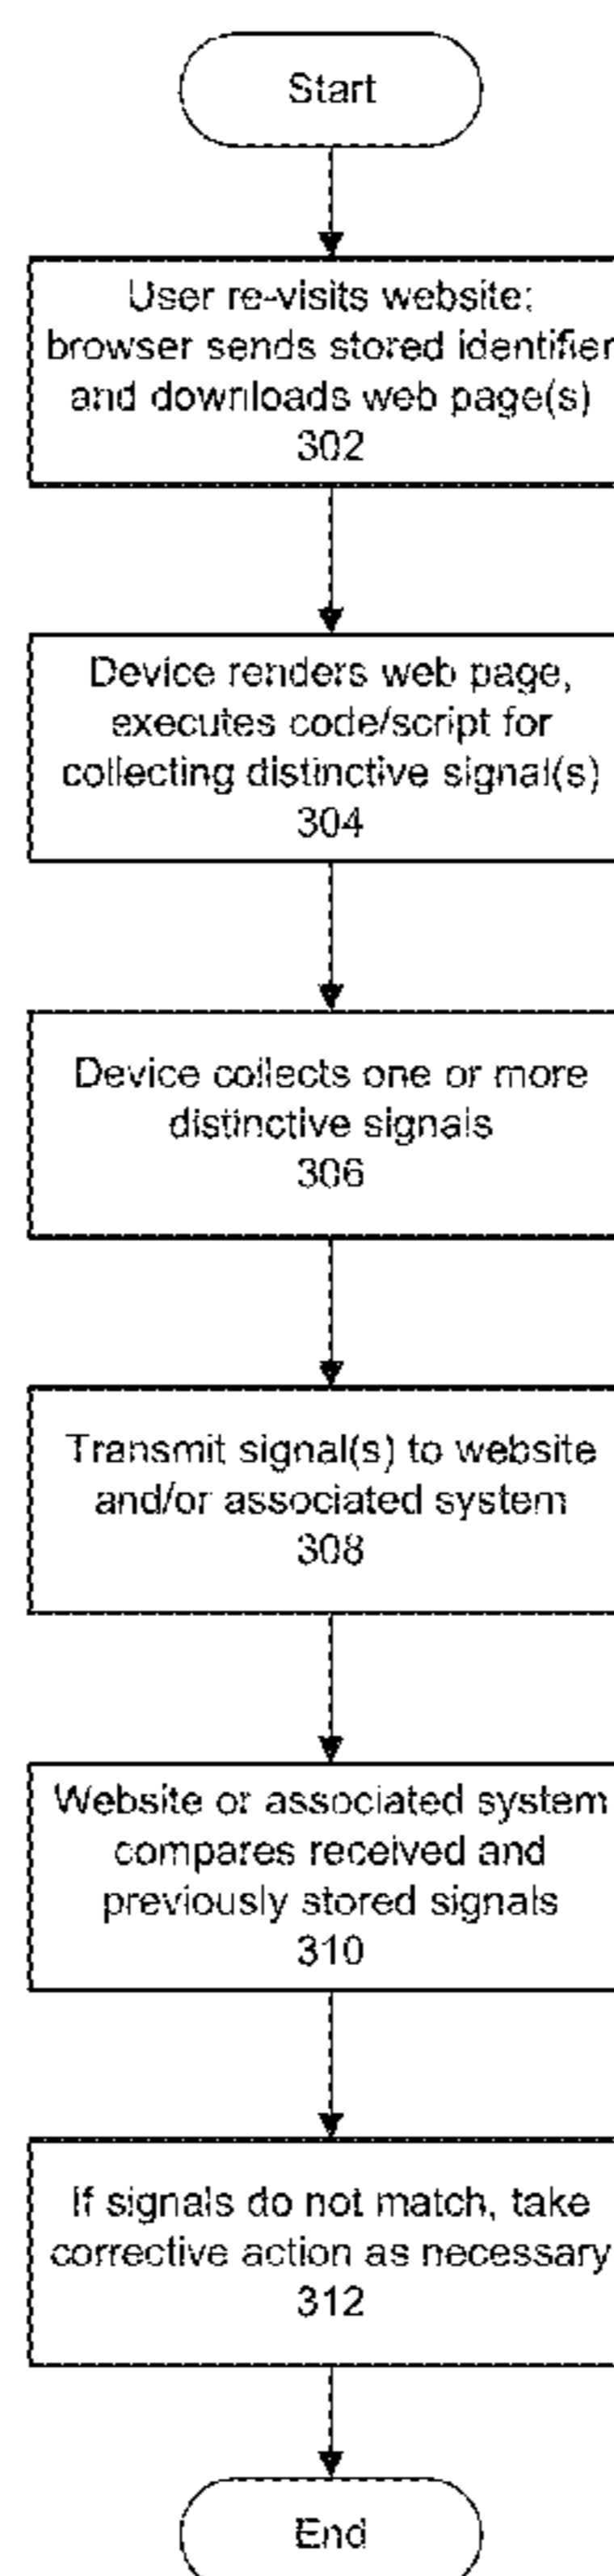 Start
User re-visits website;
browser sends stored identifier
and downloads web page(s)
302
Device renders web page,
executes code/script for
collecting distinctive signal(s)
304
Device collects one or more
distinctive signals
306
Transmit signal(s) to website
and/or associated system
308
Website or associated system
compares received and
previously stored signals
310
If signals do not match, take
corrective action as necessary
312
End